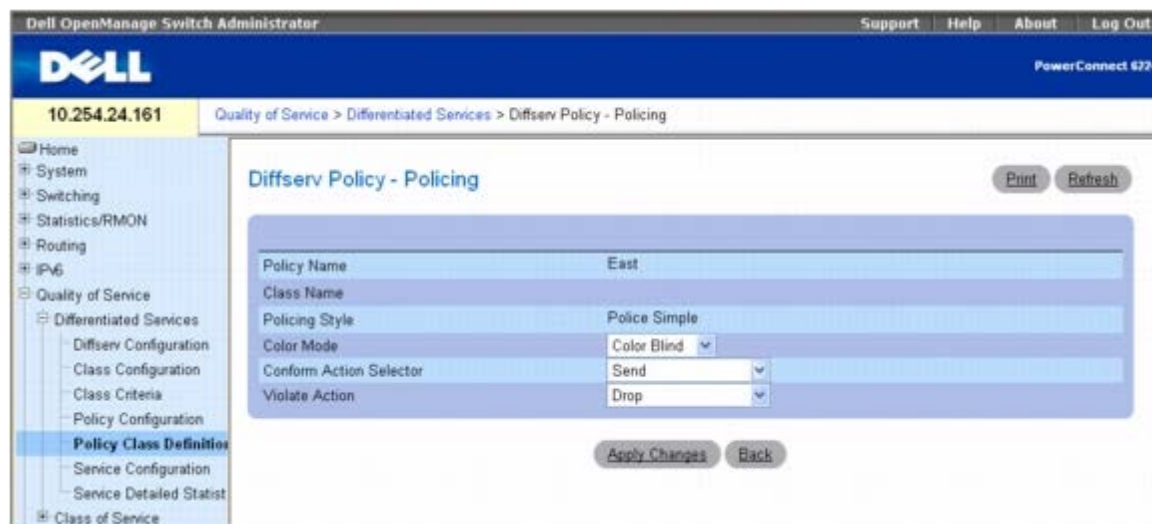 Dell OpenManage Switch Administrator
Support Help About Log Out
DELL
PowerConnect 622
10.254.24.161
Quality of Service > Differentiated Services > Diffserv Policy - Policing
Home
System
Switching
Statistics/RMON
Routing
IPv6
Quality of Service
Differentiated Services
Diffserv Configuration
Class Configuration
Class Criteria
Policy Configuration
Policy Class Definition
Service Configuration
Service Detailed Statist
Class of Service
Diffserv Policy - Policing
Print Refresh
Policy Name East
Class Name
Policing Style Police Simple
Color Mode Color Blind
Conform Action Selector Send
Violate Action Drop
Apply Changes Back